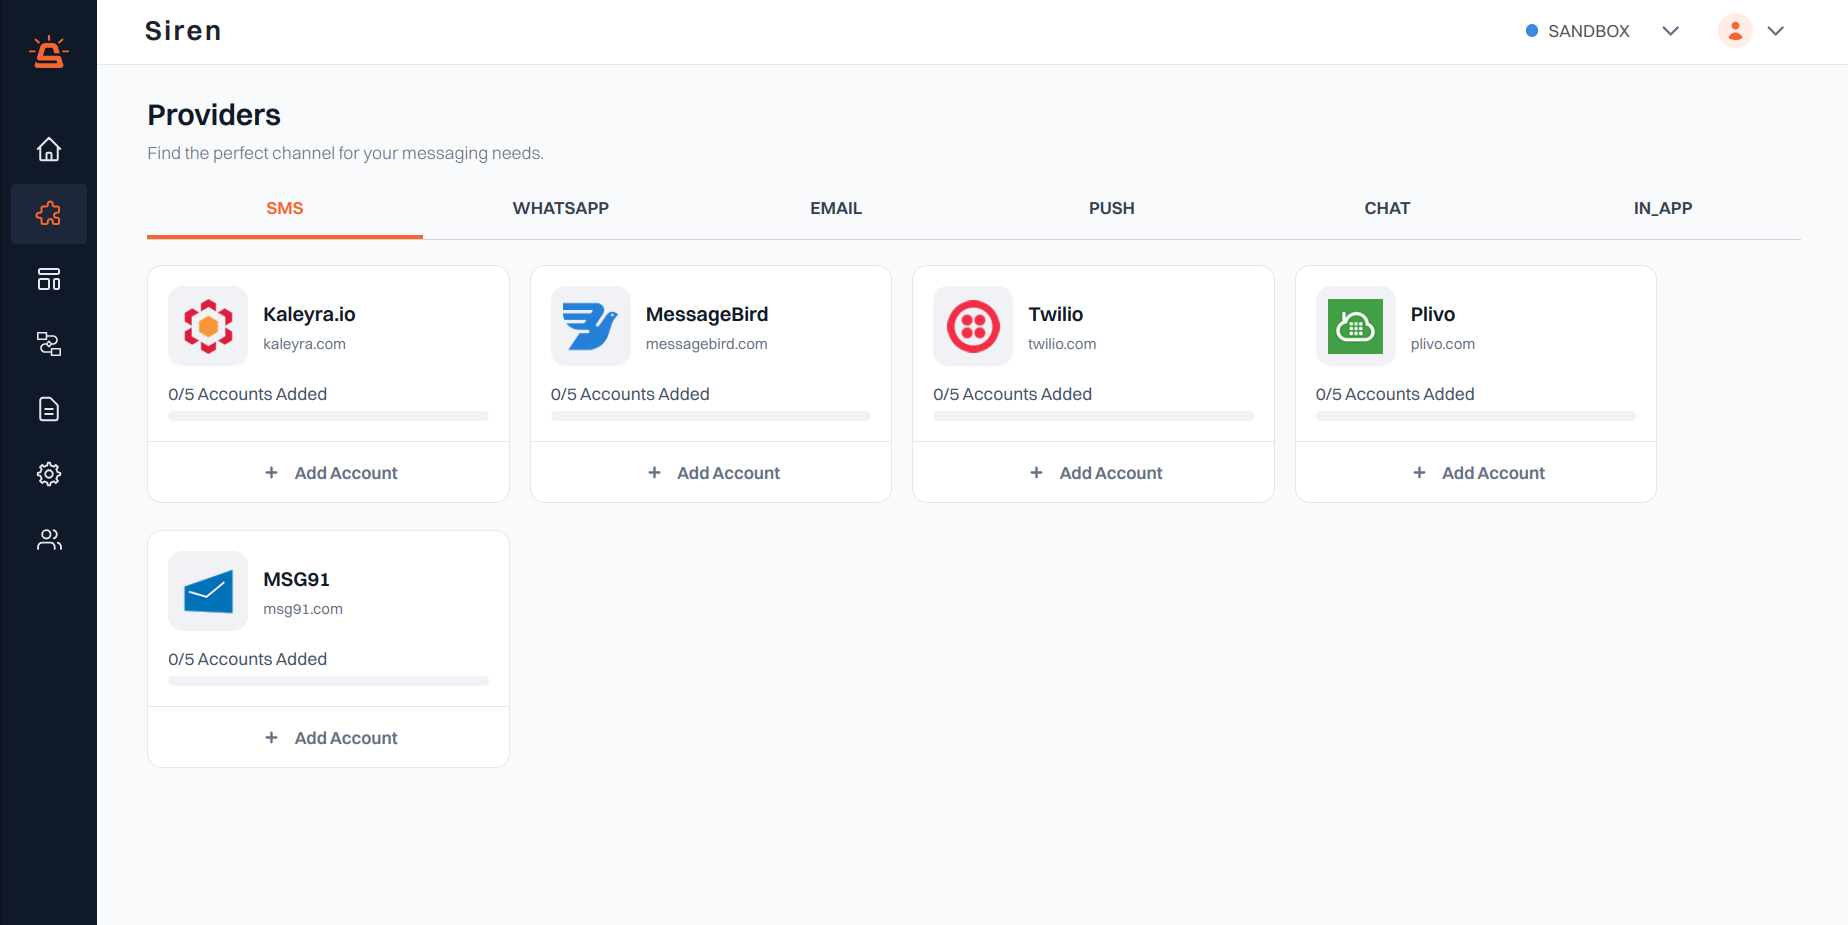 Siren
SANDBOX
Providers
Find the perfect channel for your messaging needs.
SMS
WHATSAPP
EMAIL
PUSH
CHAT
IN_APP
Kaleyra.io
kaleyra.com
0/5 Accounts Added
+ Add Account
MessageBird
messagebird.com
0/5 Accounts Added
+ Add Account
Twilio
twilio.com
0/5 Accounts Added
+ Add Account
Plivo
plivo.com
0/5 Accounts Added
+ Add Account
MSG91
msg91.com
0/5 Accounts Added
+ Add Account